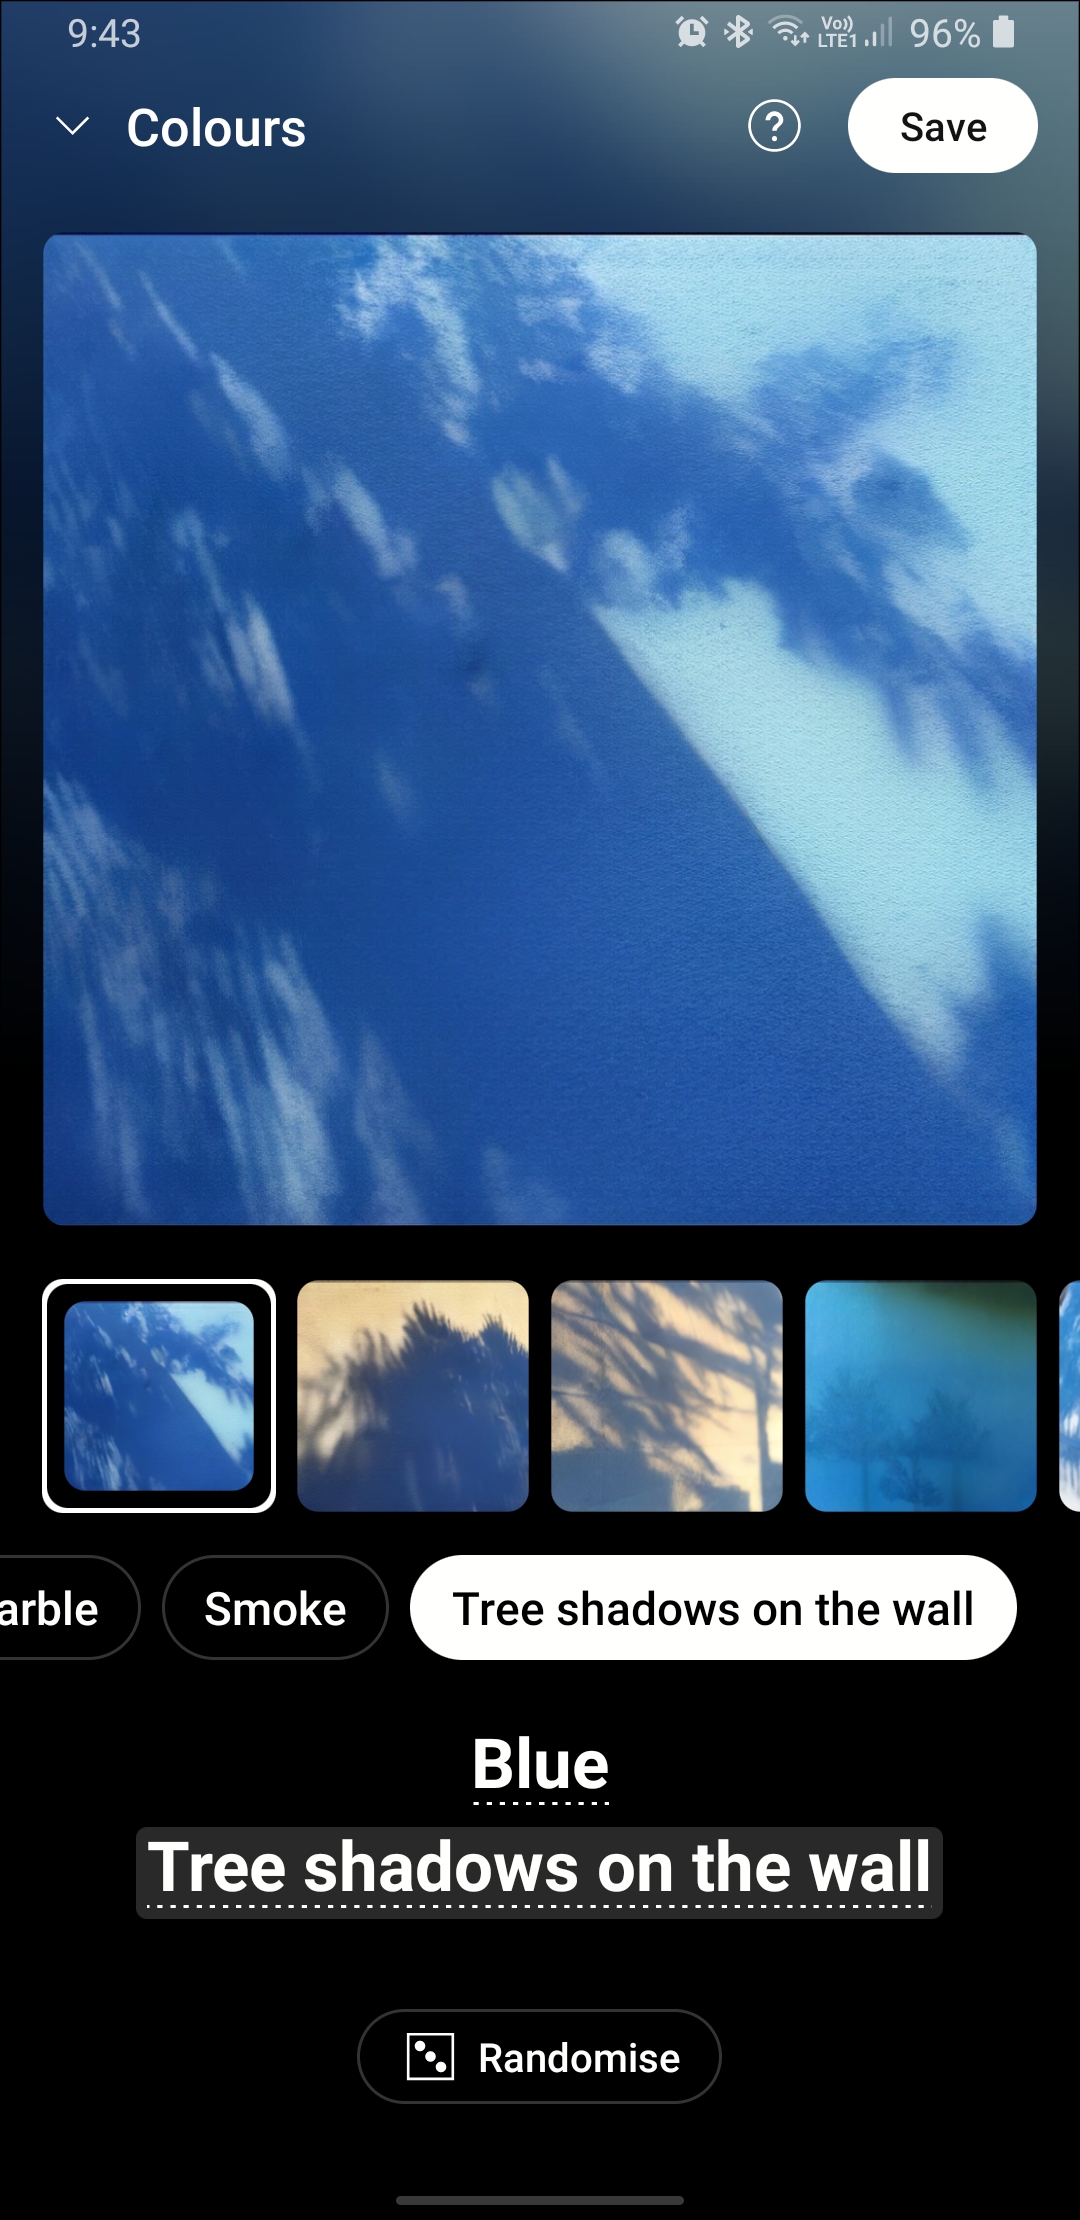 9:43 Vo)) LTE1 96%
Colours ? Save
arble Smoke Tree shadows on the wall
Blue
Tree shadows on the wall
Randomise